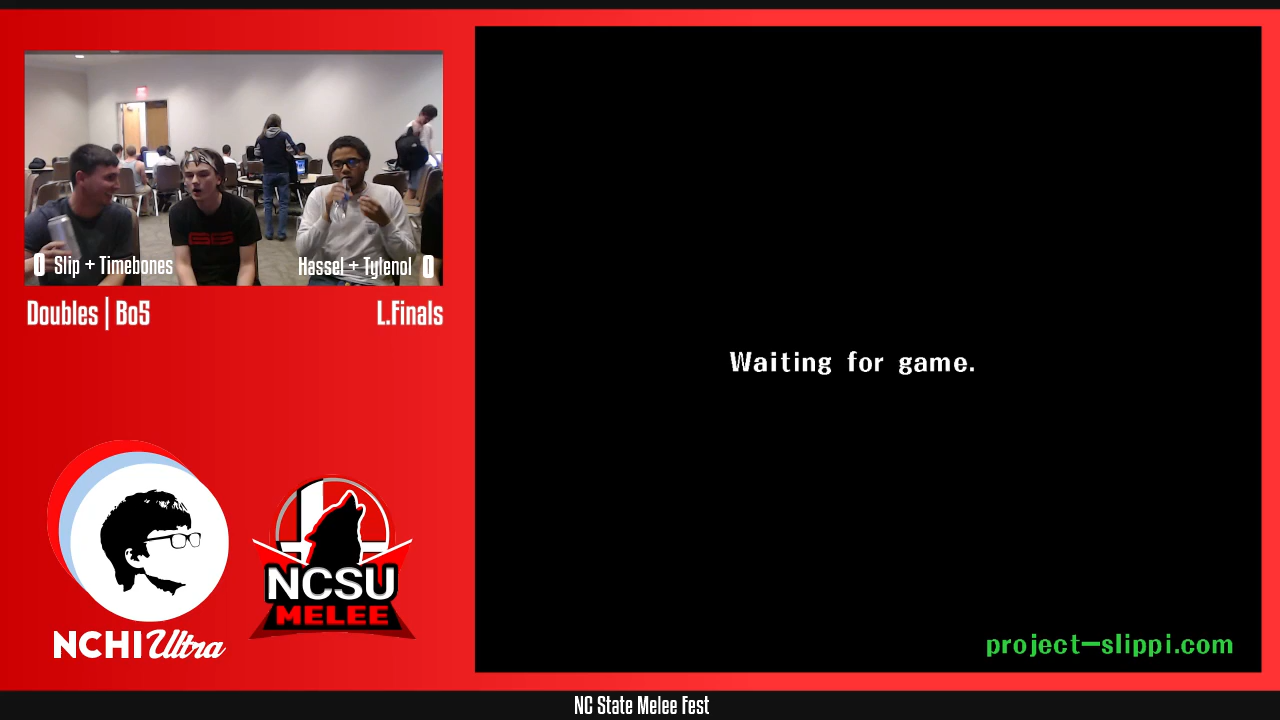 0 Slip + Timebones
Hassel + Tylenol 0
Doubles | Bo5
L.Finals
Waiting for game.
NCHI Ultra
NCSU
MELEE
project-slippi.com
NC State Melee Fest